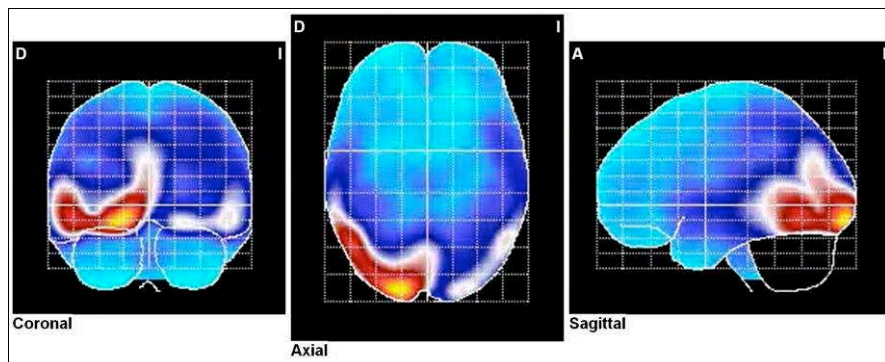 D I
D I
A
Coronal
Axial
Sagittal